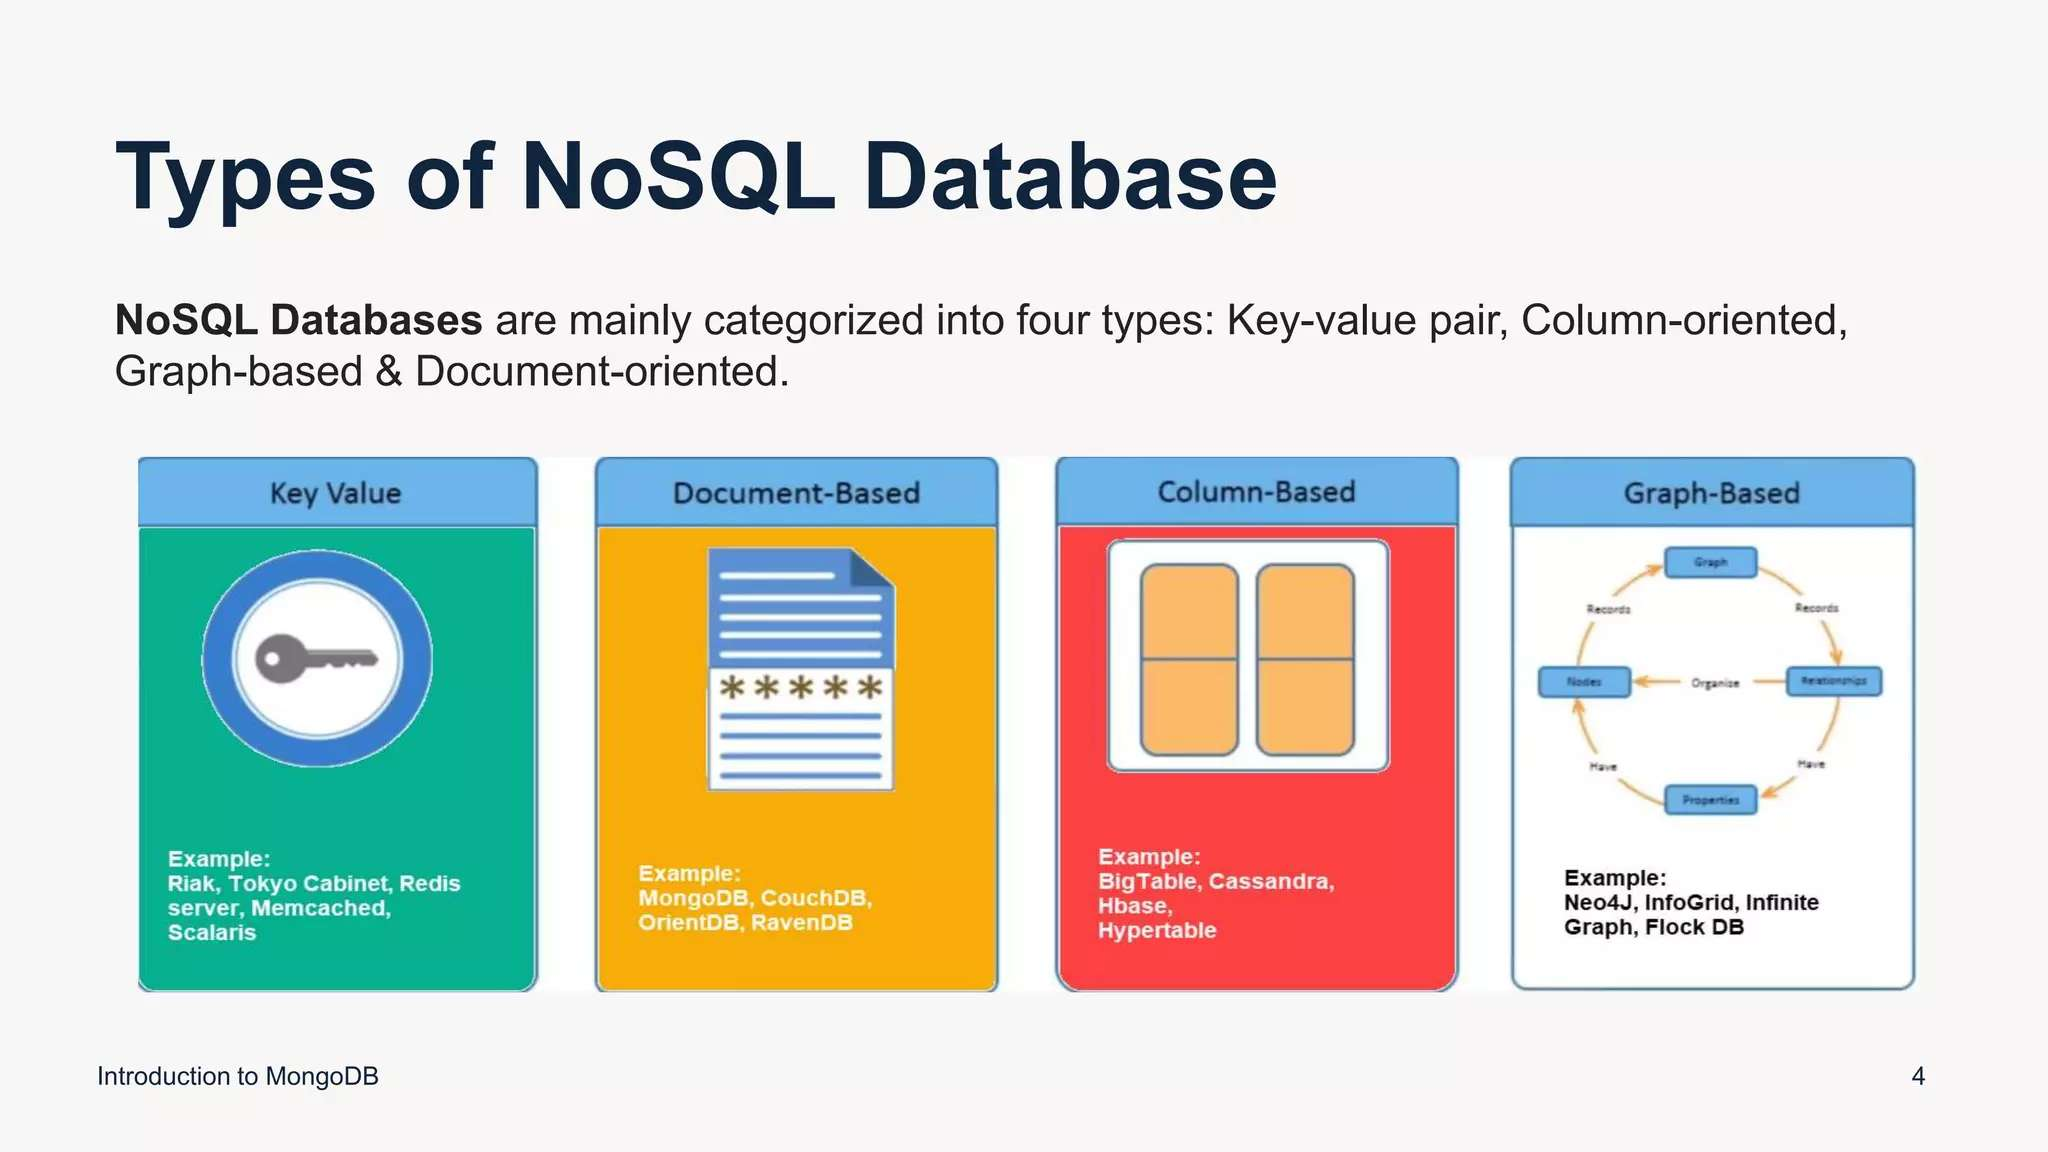 Types of NoSQL Database
NoSQL Databases are mainly categorized into four types: Key-value pair, Column-oriented,
Graph-based & Document-oriented.
Key Value
Example:
Riak, Tokyo Cabinet, Redis
server, Memcached,
Scalaris
Document-Based
*****
Example:
MongoDB, CouchDB,
OrientDB, RavenDB
Column-Based
Example:
BigTable, Cassandra,
Hbase,
Hypertable
Graph-Based
Graph
Records
Records
Nodes
Organize
Relationships
Have
Have
Properties
Example:
Neo4J, InfoGrid, Infinite
Graph, Flock DB
Introduction to MongoDB
4